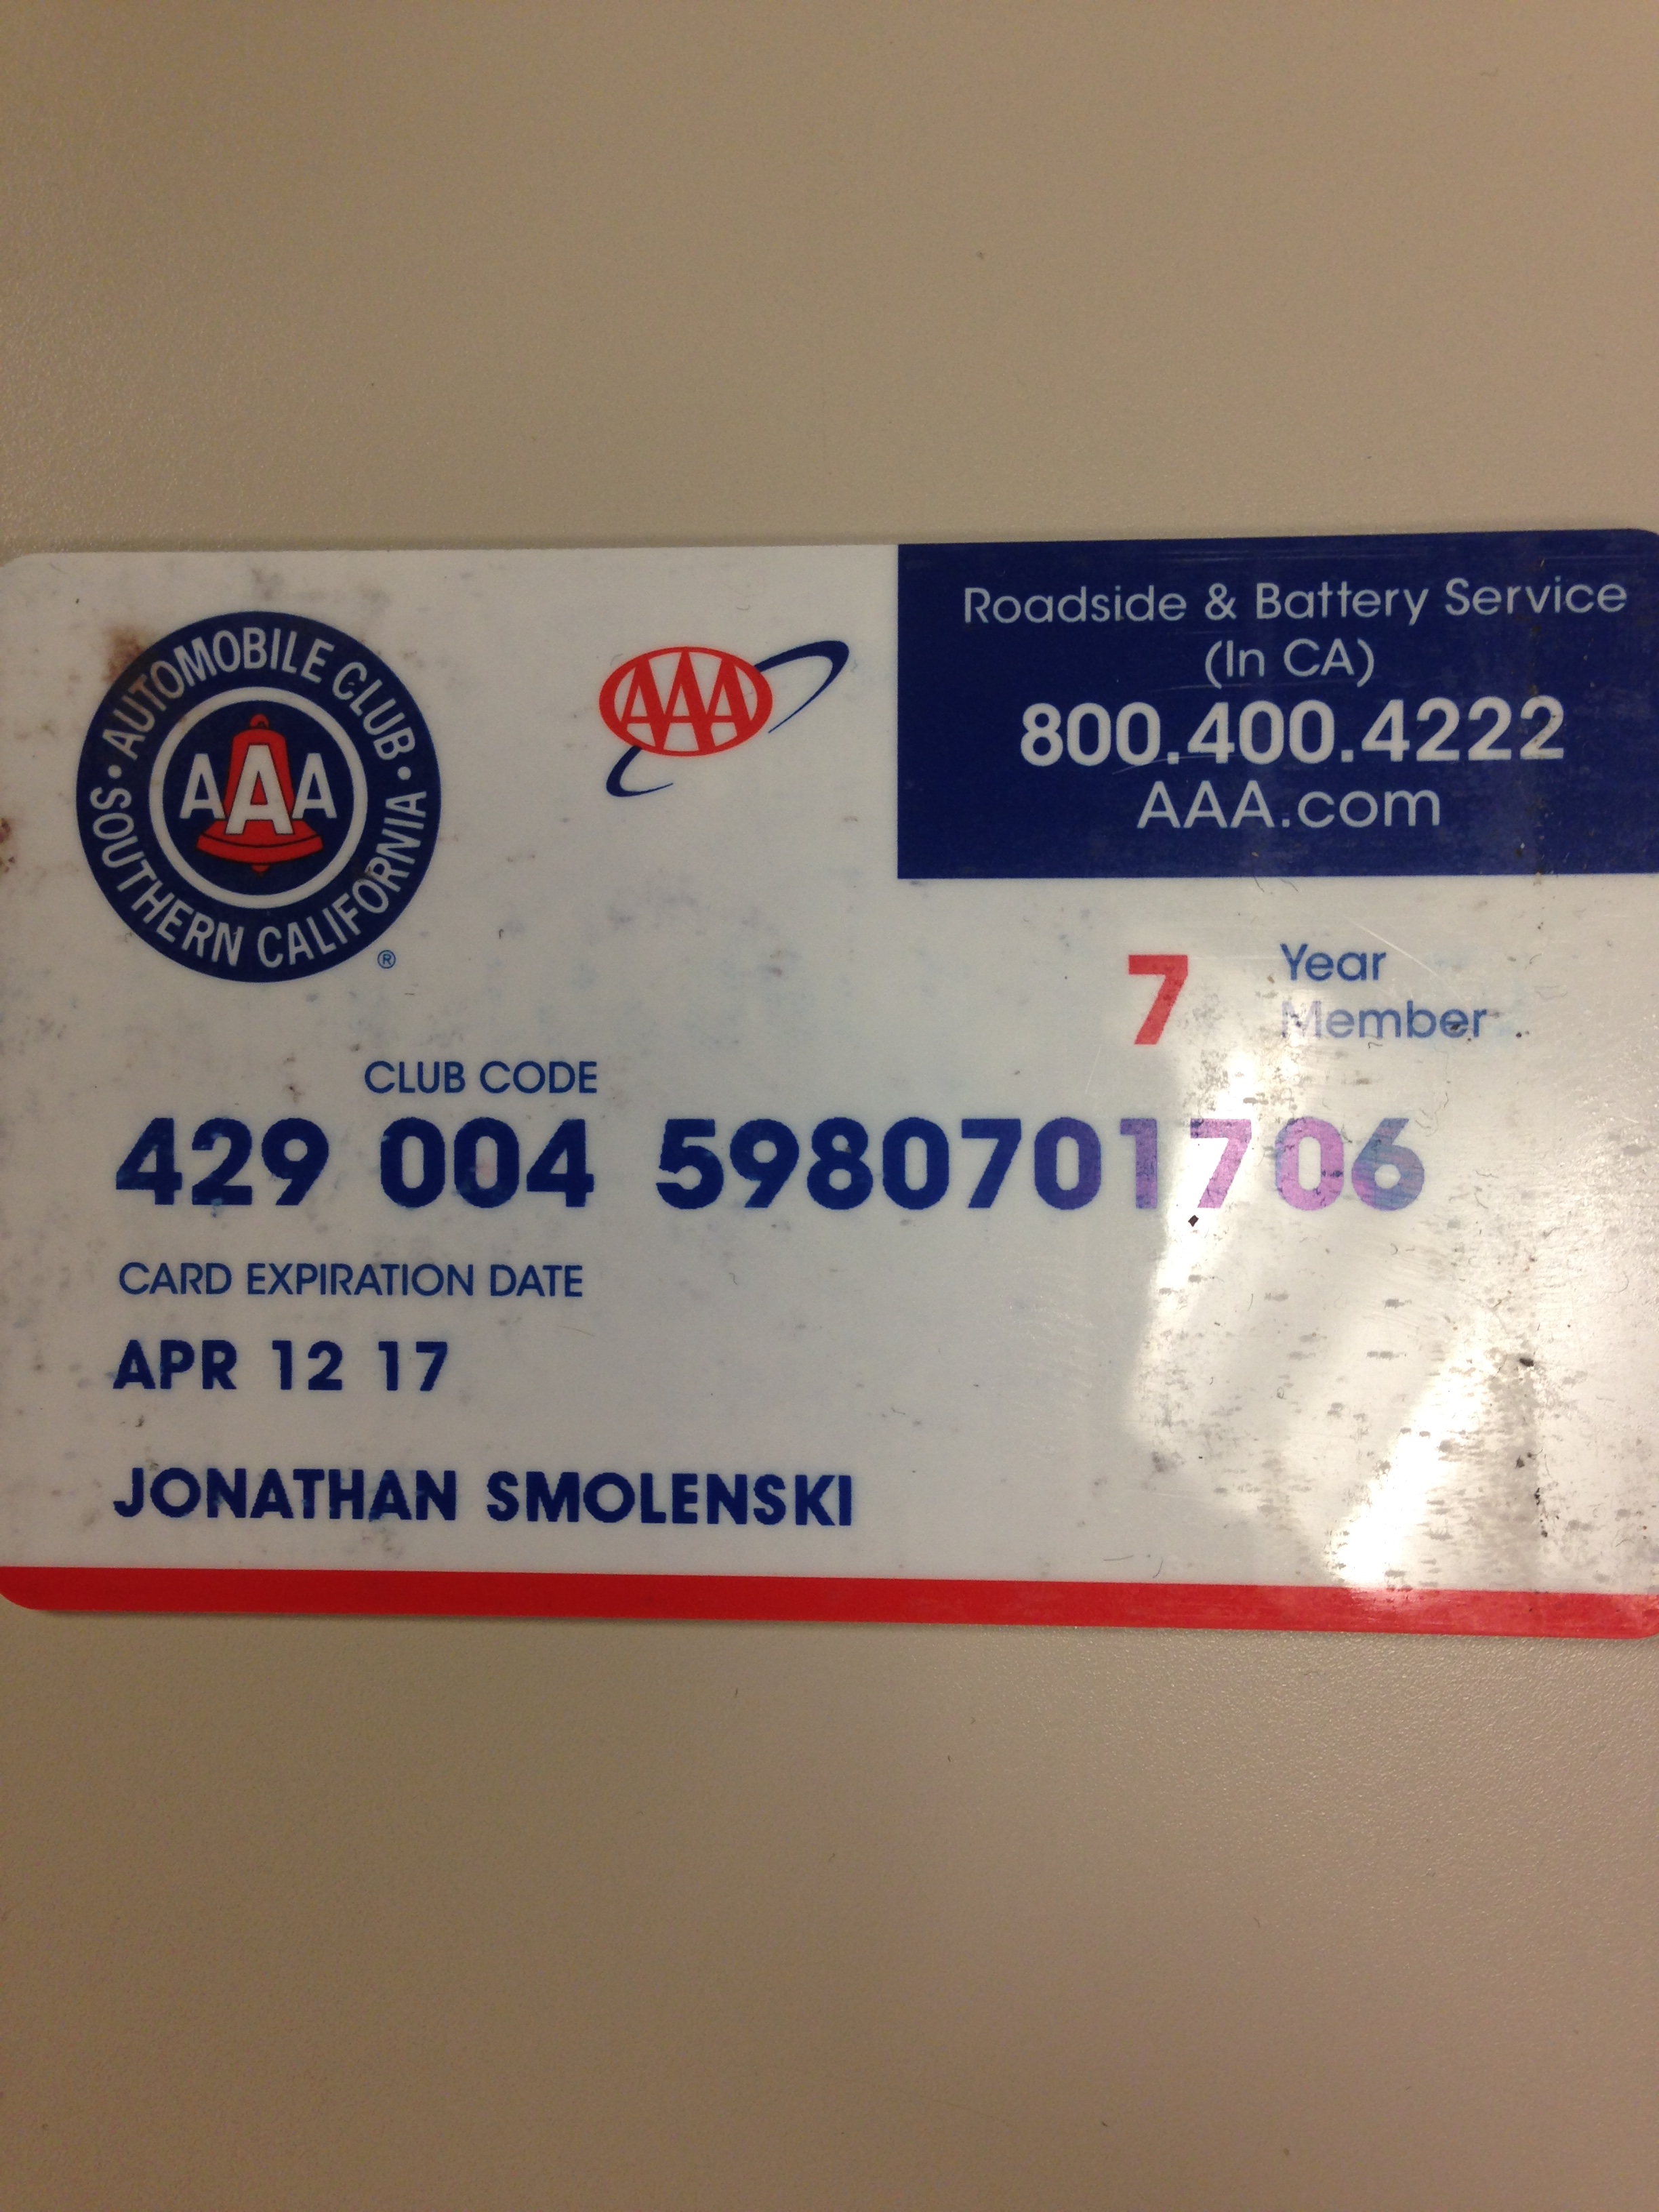 AUTOMOBILE CLUB
SOUTHERN CALIFORNIA
AAA
®
AAA
Roadside & Battery Service
(In CA)
800.400.4222
AAA.com
7 Year
Member
CLUB CODE
429 004 5980701706
CARD EXPIRATION DATE
APR 12 17
JONATHAN SMOLENSKI